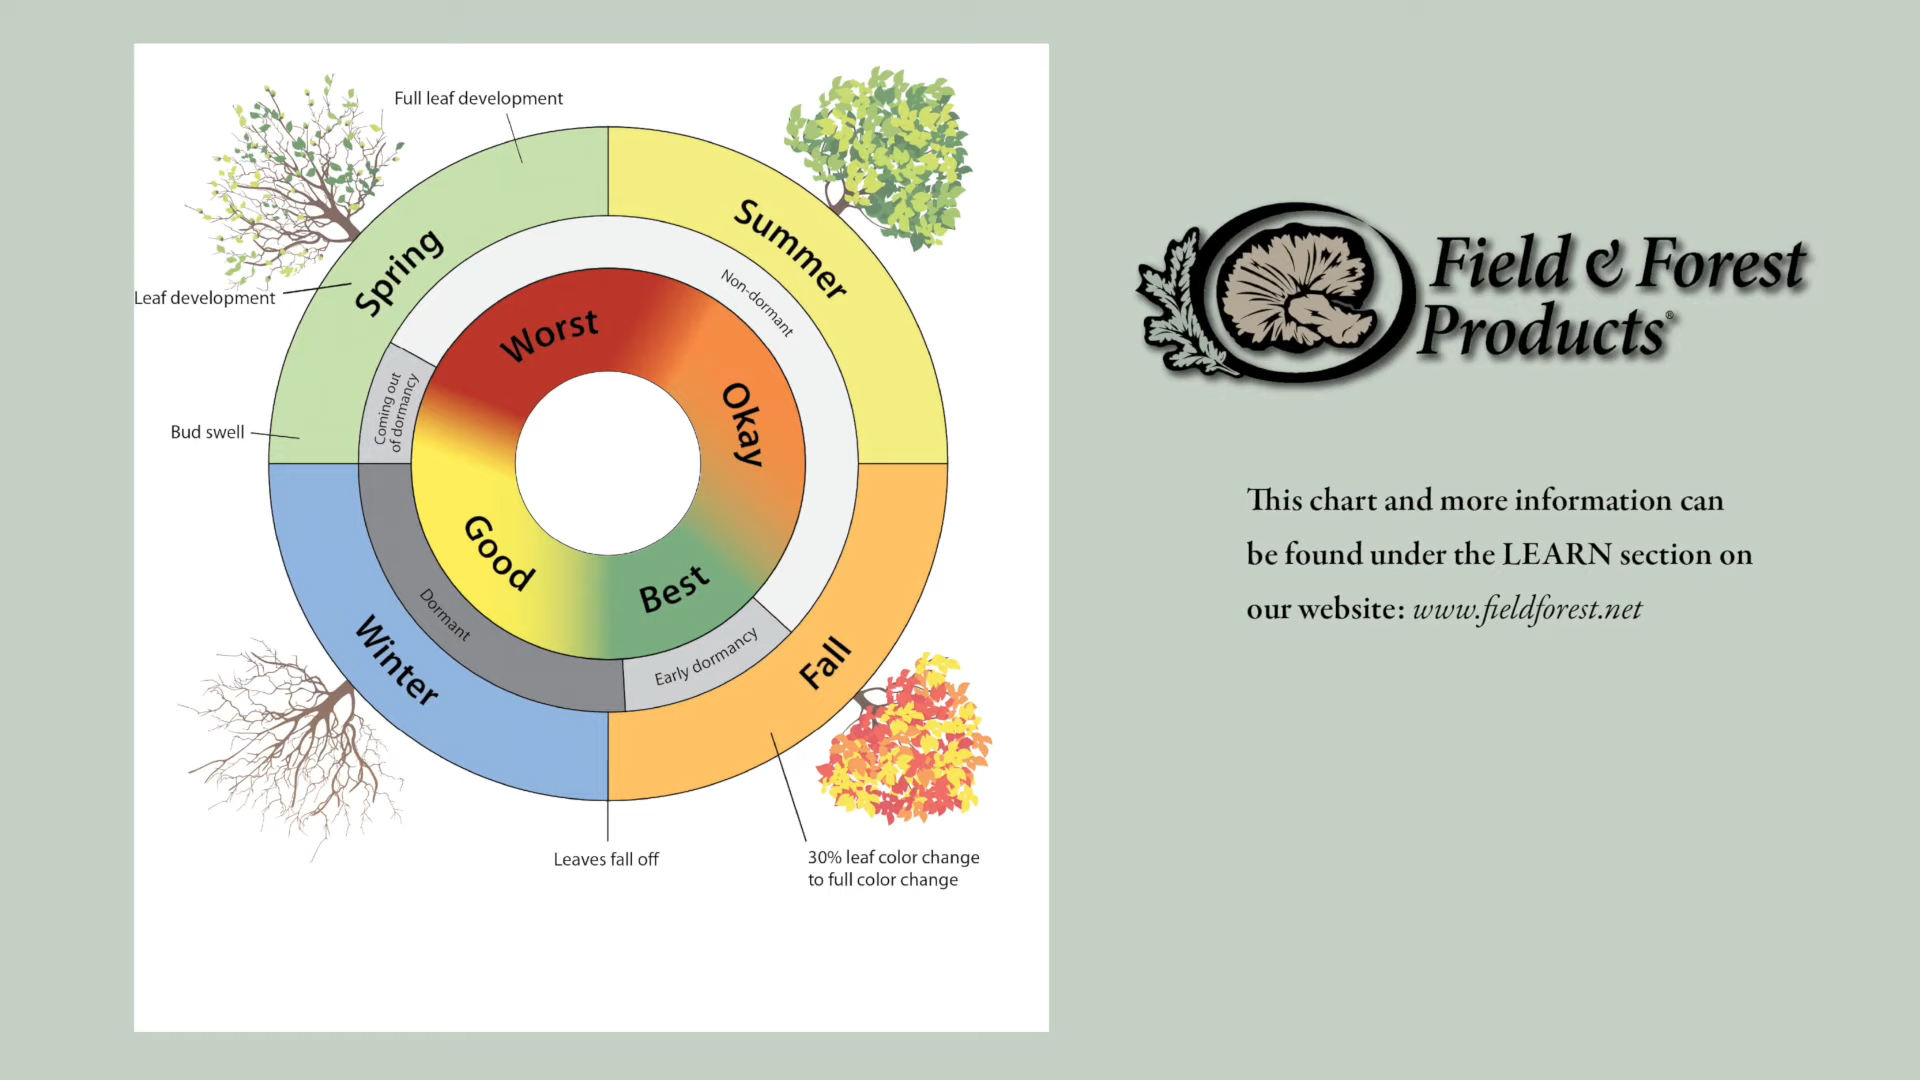 Full leaf development
Spring
Summer
Leaf development
Non-dormant
Worst
Okay
Coming out
of dormancy
Bud swell
Good
Best
Dormant
Early dormancy
Winter
Fall
Leaves fall off
30% leaf color change
to full color change
Field & Forest
Products®
This chart and more information can
be found under the LEARN section on
our website: www.fieldforest.net